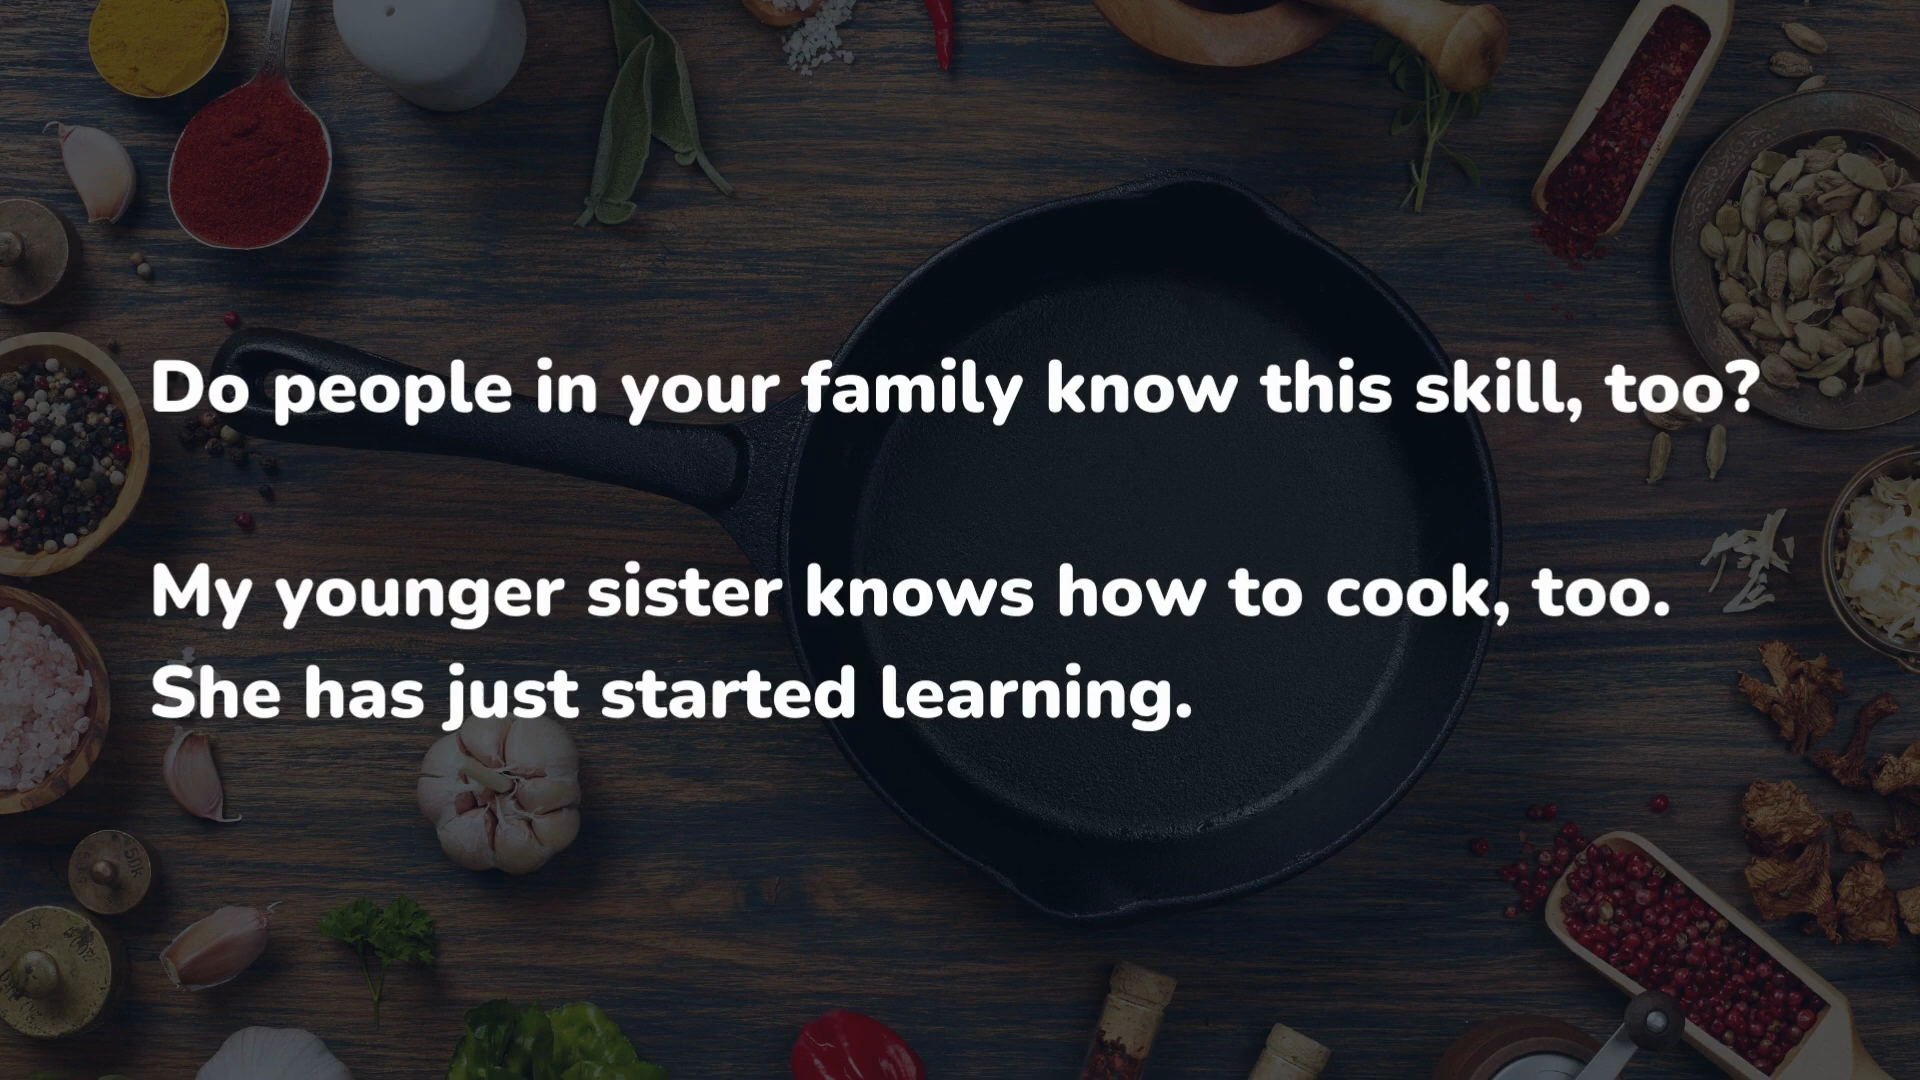 Do people in your family know this skill, too?
My younger sister knows how to cook, too.
She has just started learning.